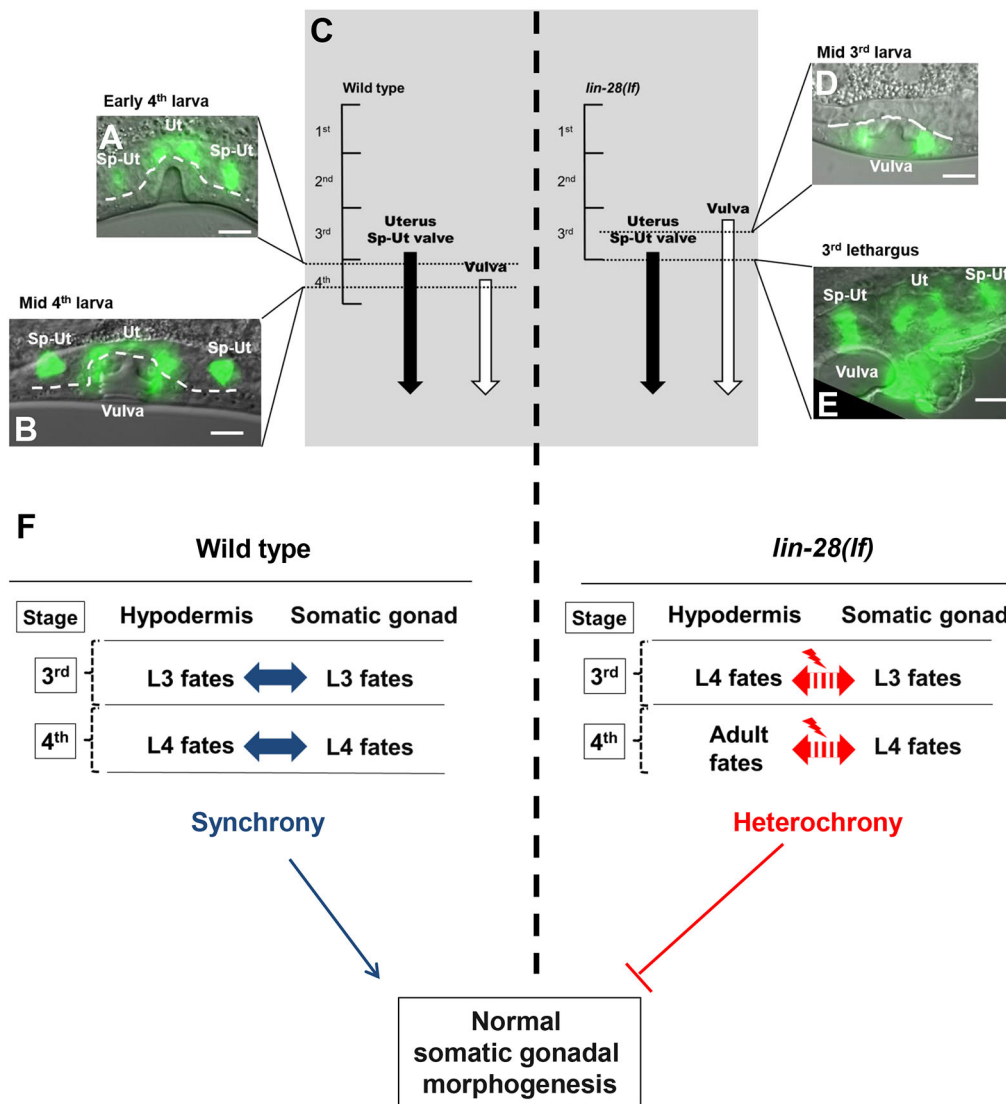 C
Wild type
1st
2nd
3rd
4th
Uterus
Sp-Ut valve
Vulva
lin-28(lf)
1st
2nd
3rd
Uterus
Sp-Ut valve
Vulva
Early 4th larva
A
Ut
Sp-Ut
Sp-Ut
Mid 4th larva
Sp-Ut
Ut
Sp-Ut
Vulva
B
Mid 3rd larva
D
Vulva
3rd lethargus
Sp-Ut
Ut
Sp-Ut
Vulva
E
F
Wild type
Stage
Hypodermis
Somatic gonad
3rd
L3 fates
L3 fates
4th
L4 fates
L4 fates
Synchrony
lin-28(lf)
Stage
Hypodermis
Somatic gonad
3rd
L4 fates
L3 fates
4th
Adult
fates
L4 fates
Heterochrony
Normal
somatic gonadal
morphogenesis